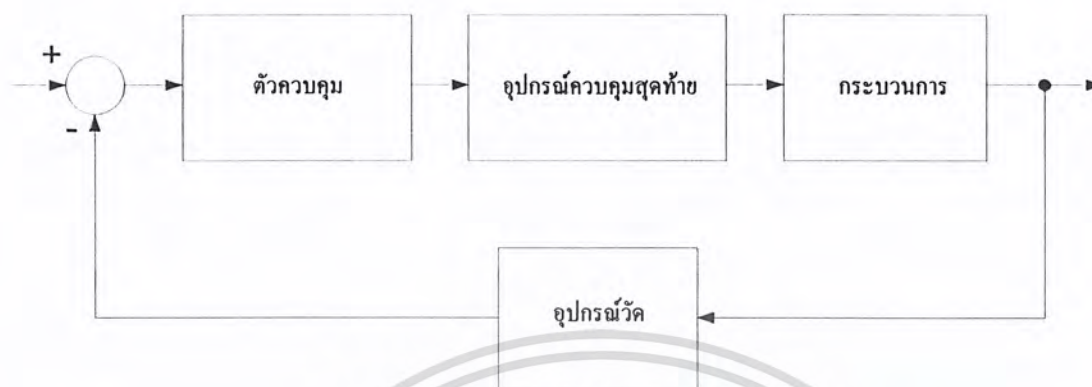 +
ตัวควบคุม
อุปกรณ์ควบคุมสุดท้าย
กระบวนการ
-
อุปกรณ์วัด